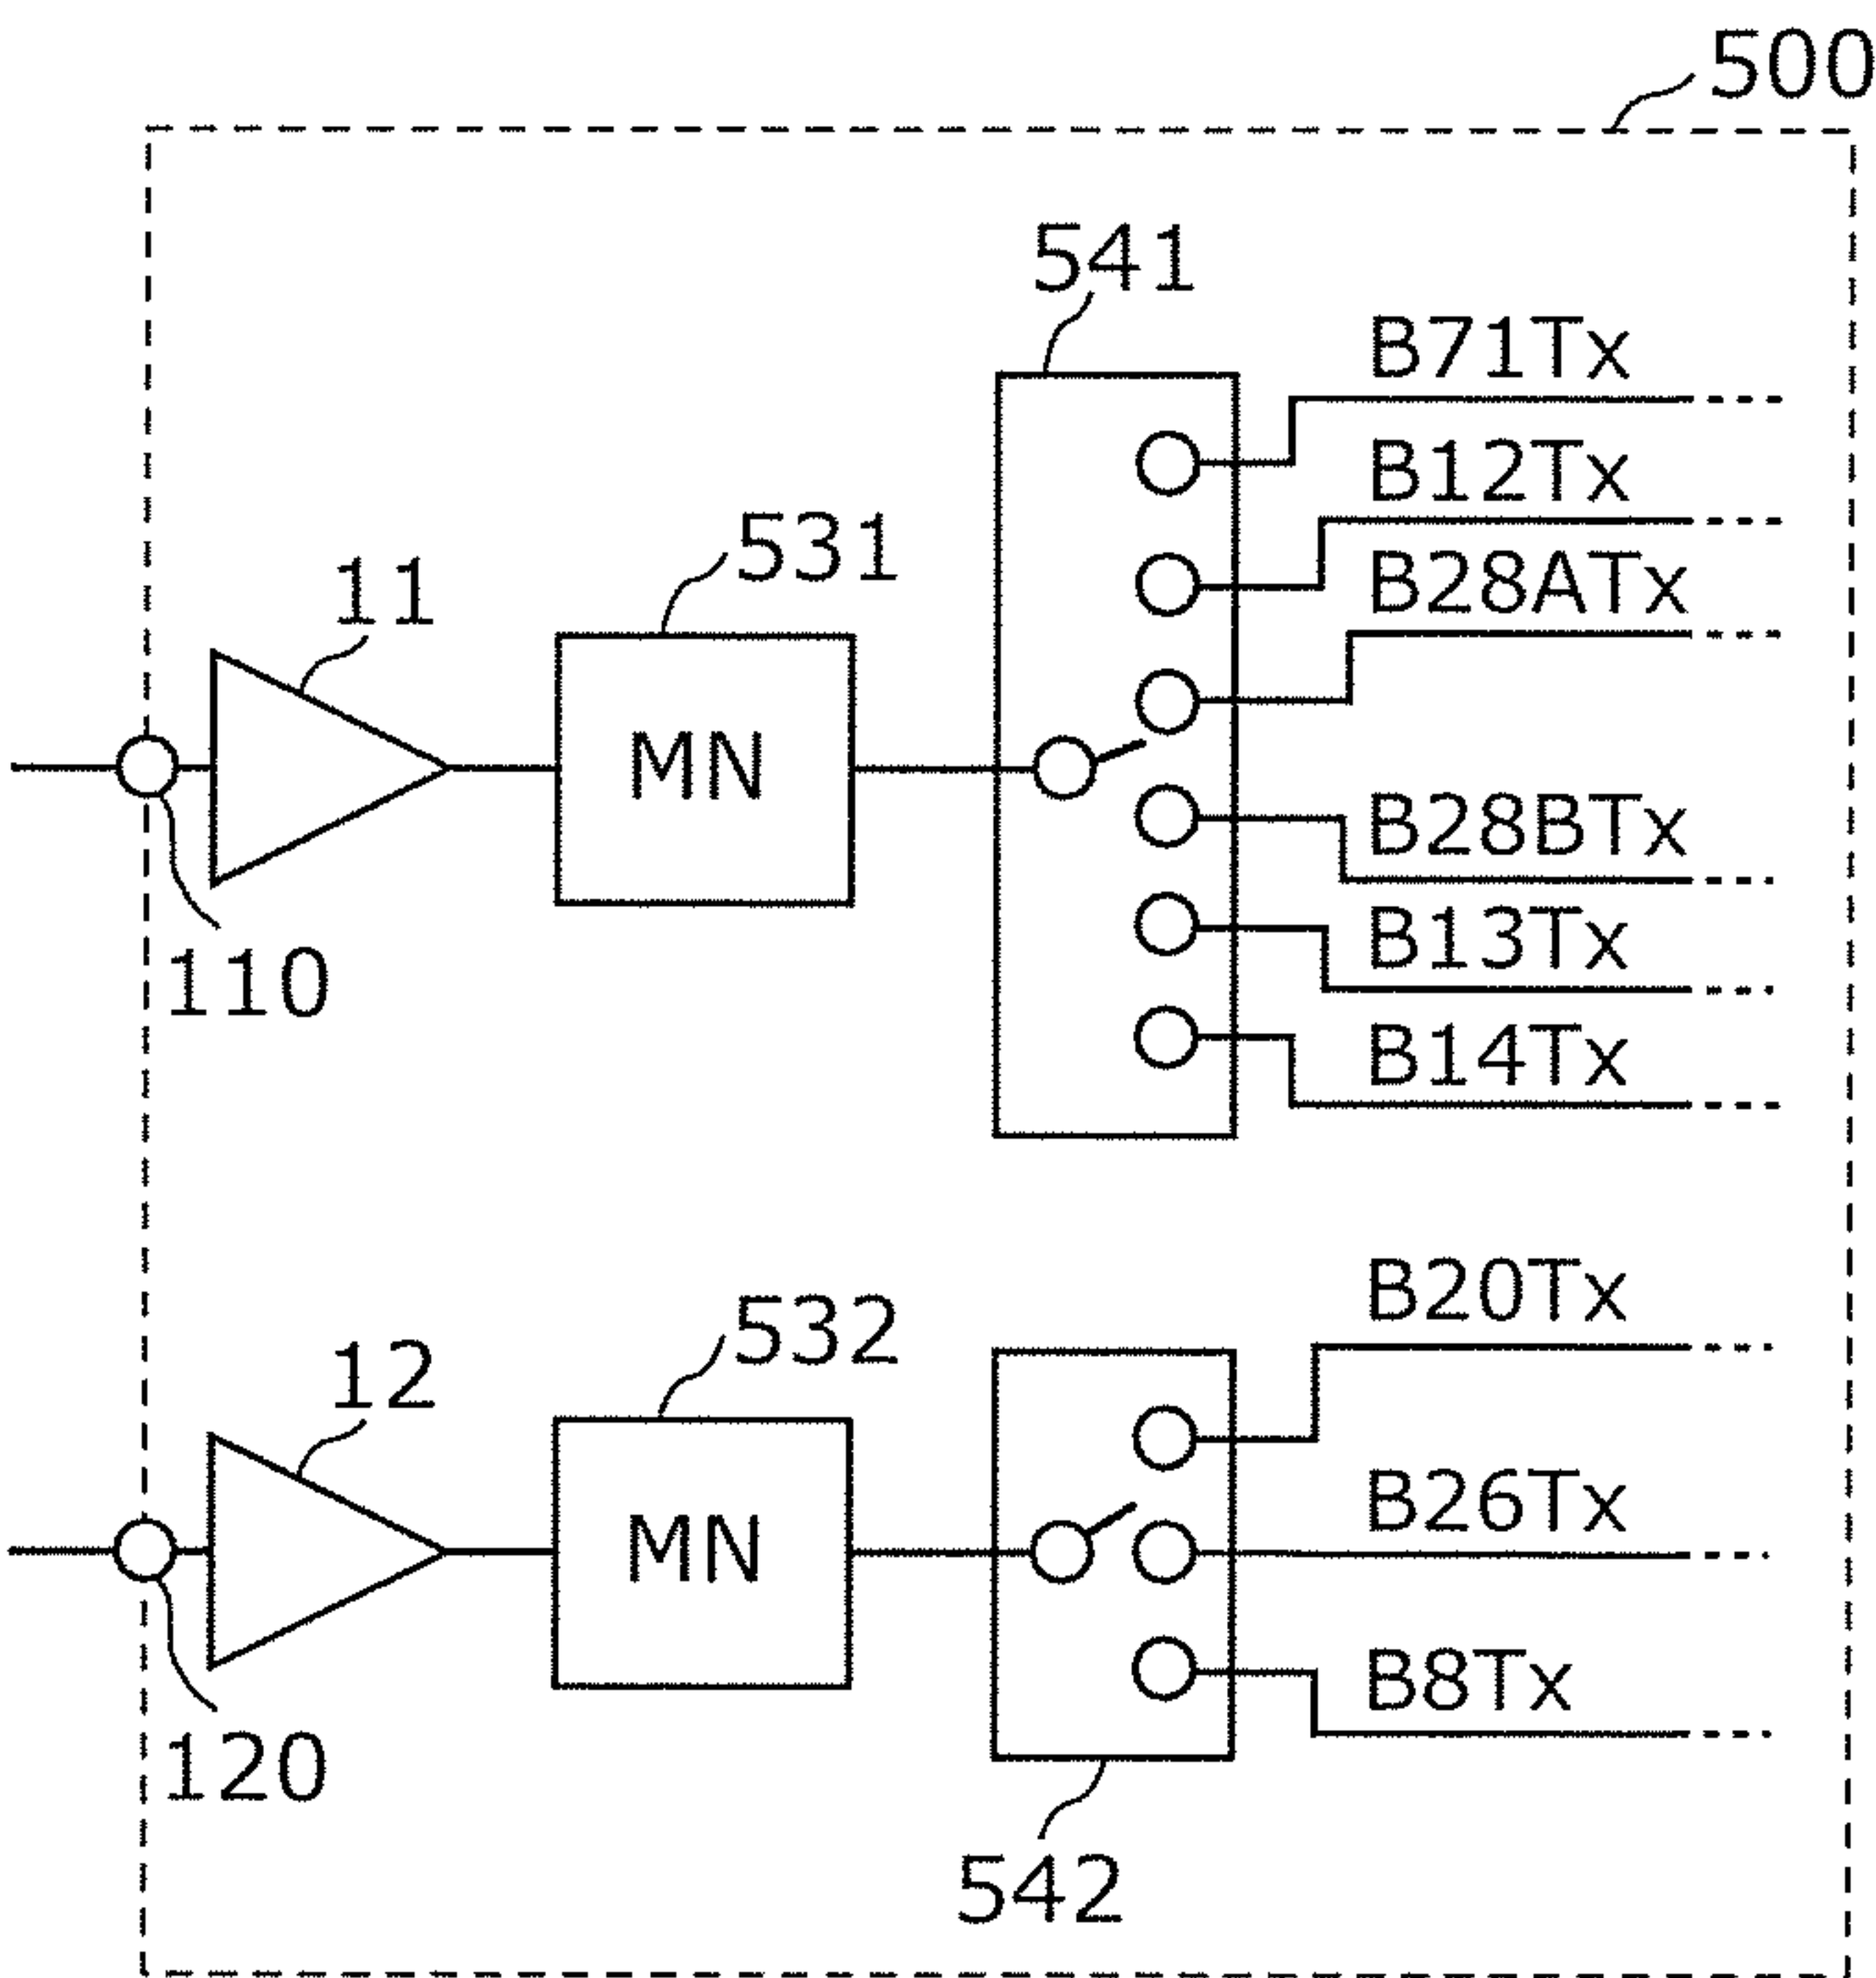 500
541
B71Tx
B12Tx
531
B28ATx
11
MN
B28BTx
B13Tx
110
B14Tx
B20Tx
532
12
B26Tx
MN
B8Tx
120
542